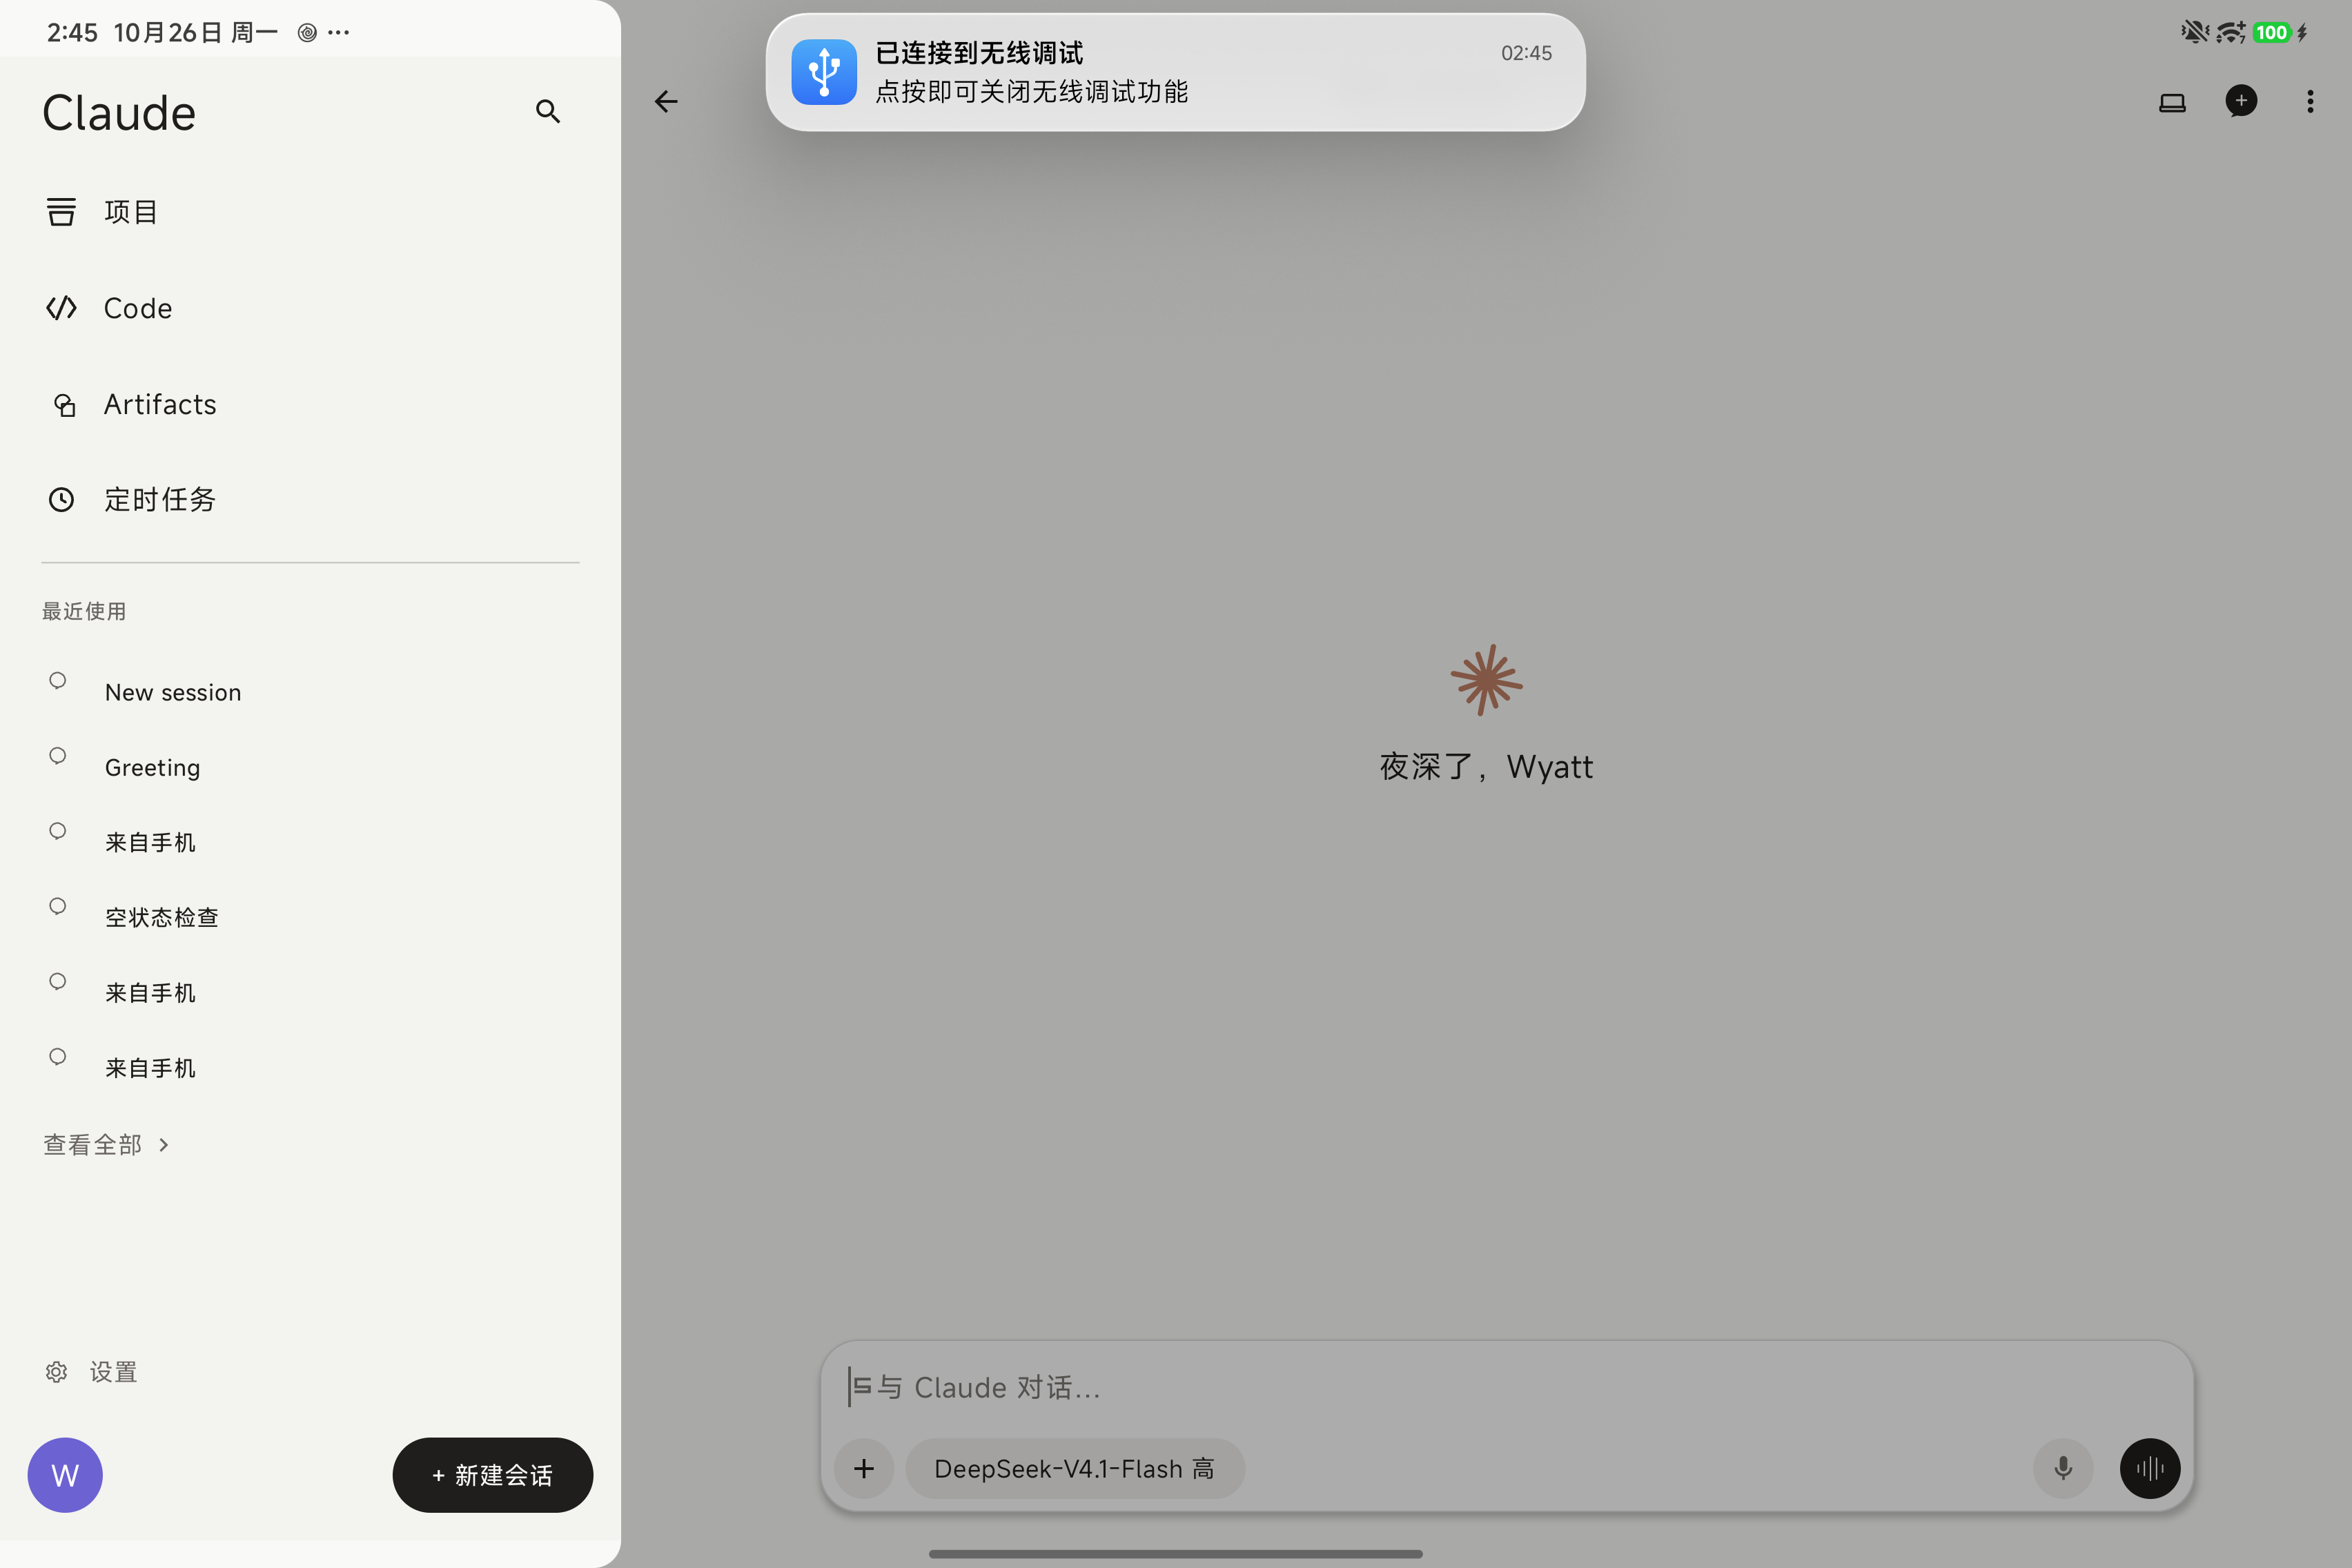 2:45 10月26日 周一
100
已连接到无线调试
02:45
点按即可关闭无线调试功能
Claude
项目
Code
Artifacts
定时任务
最近使用
New session
Greeting
来自手机
空状态检查
来自手机
来自手机
查看全部
设置
W
+ 新建会话
夜深了，Wyatt
与 Claude 对话...
DeepSeek-V4.1-Flash 高